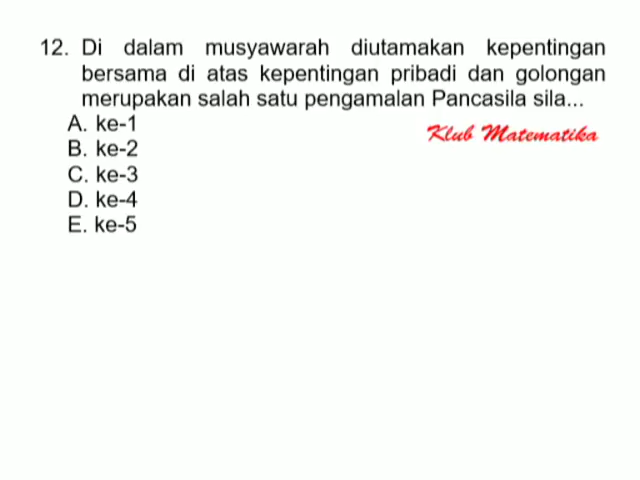 12. Di dalam musyawarah diutamakan kepentingan
bersama di atas kepentingan pribadi dan golongan
merupakan salah satu pengamalan Pancasila sila...
A. ke-1
Klub Matematika
B. ke-2
C. ke-3
D. ke-4
E. ke-5